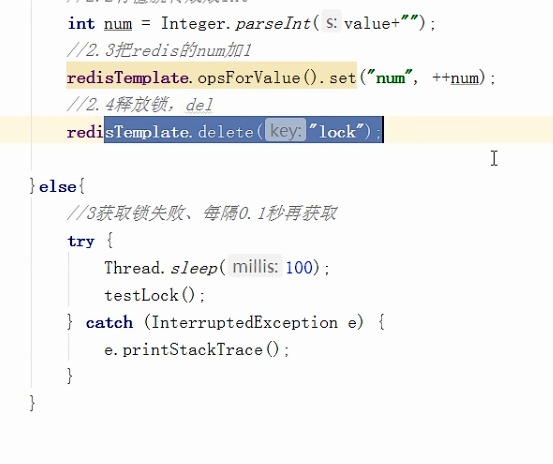 int num = Integer.parseInt( s: value+"");
//2.3把redis的num加1
redisTemplate.opsForValue().set("num", ++num);
//2.4释放锁，del
redisTemplate.delete( key: "lock");
}else{
//3获取锁失败、每隔0.1秒再获取
try {
Thread.sleep( millis: 100);
testLock();
} catch (InterruptedException e) {
e.printStackTrace();
}
}